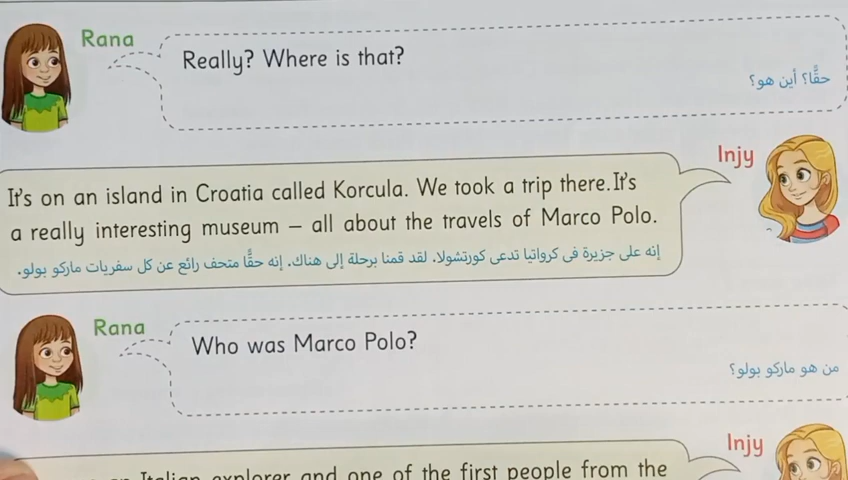 Rana
Really? Where is that?
حقًّا؟ أين هو؟
Injy
It's on an island in Croatia called Korcula. We took a trip there.It's
a really interesting museum – all about the travels of Marco Polo.
إنه على جزيرة فى كرواتيا تدعى كورتشولا. لقد قمنا برحلة إلى هناك. إنه حقًّا متحف رائع عن كل سفريات ماركو بولو.
Rana
Who was Marco Polo?
من هو ماركو بولو؟
Injy
Italian explorer and one of the first people from the